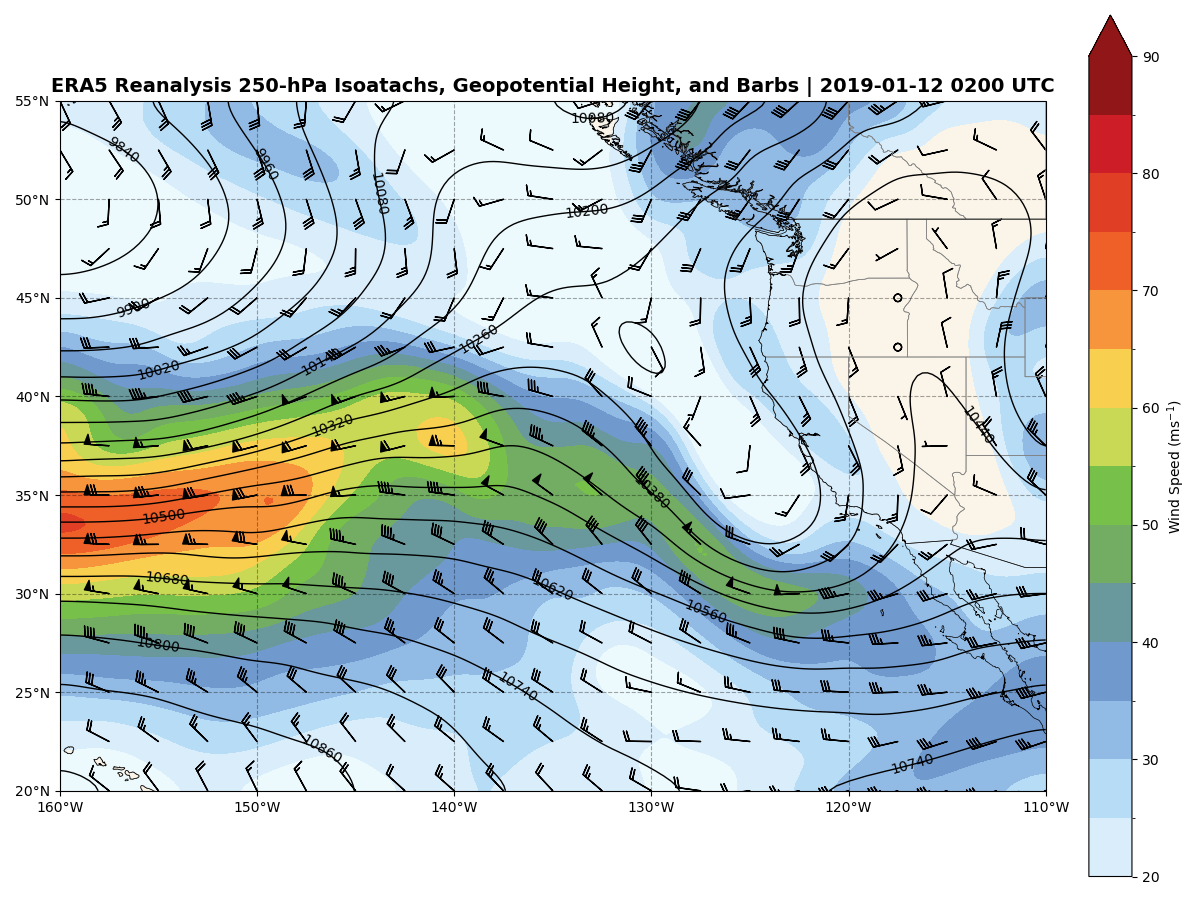 ERA5 Reanalysis 250-hPa Isoatachs, Geopotential Height, and Barbs | 2019-01-12 0200 UTC
90
80
70
60
50
40
30
20
Wind Speed (ms⁻¹)
55°N
50°N
45°N
40°N
35°N
30°N
25°N
20°N
160°W
150°W
140°W
130°W
120°W
110°W
9840
9960
10080
10080
10200
9900
10020
10140
10260
10320
10440
10380
10500
10680
10620
10560
10800
10740
10860
10740